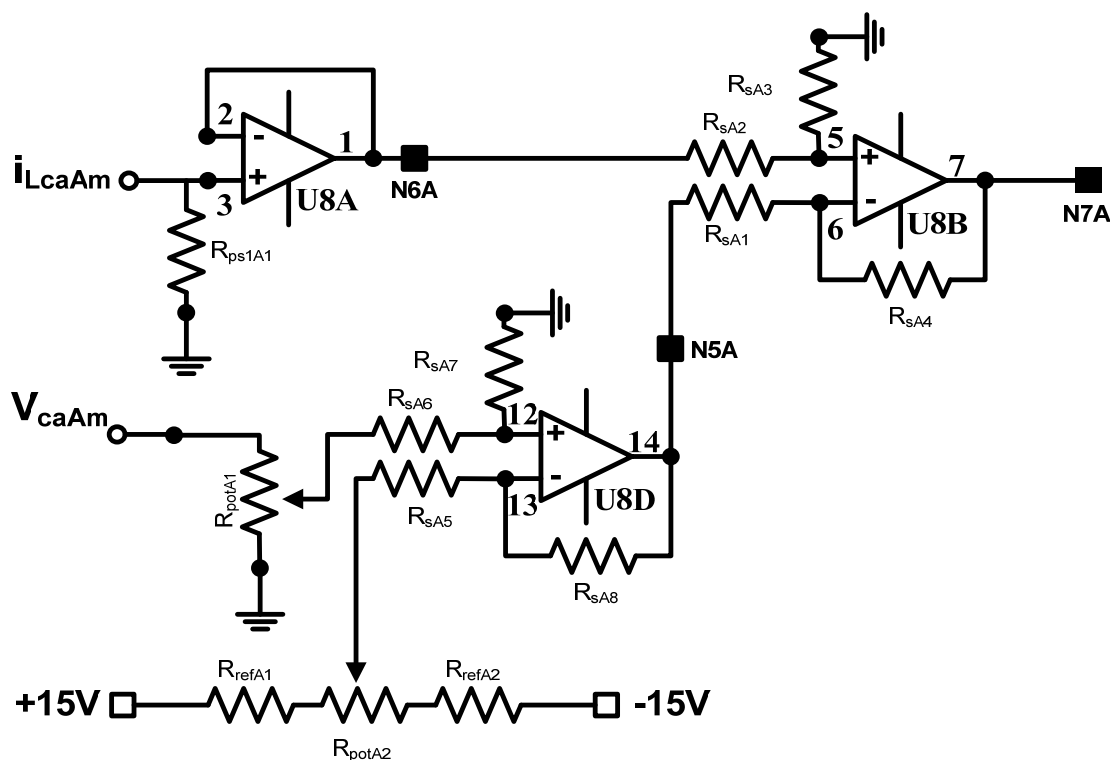 RsA3
RsA2
2
-
1
5
+
7
iLcaAm
+
3
U8A
N6A
-
6
U8B
N7A
RsA1
Rps1A1
RsA4
N5A
RsA7
VcaAm
RsA6
12
+
14
RpotA1
-
13
U8D
RsA5
RsA8
RrefA1
RrefA2
+15V
-15V
RpotA2